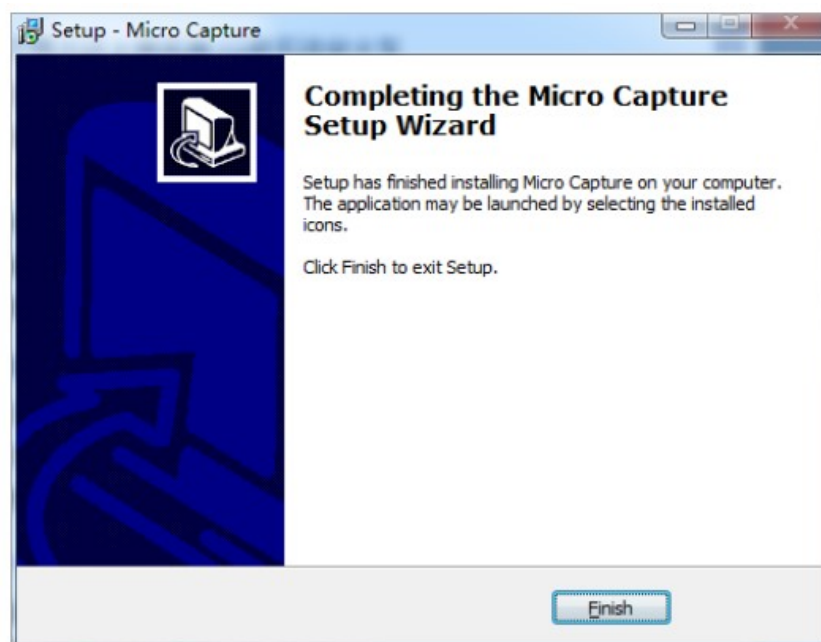 Setup - Micro Capture
Completing the Micro Capture
Setup Wizard
Setup has finished installing Micro Capture on your computer.
The application may be launched by selecting the installed
icons.
Click Finish to exit Setup.
Finish